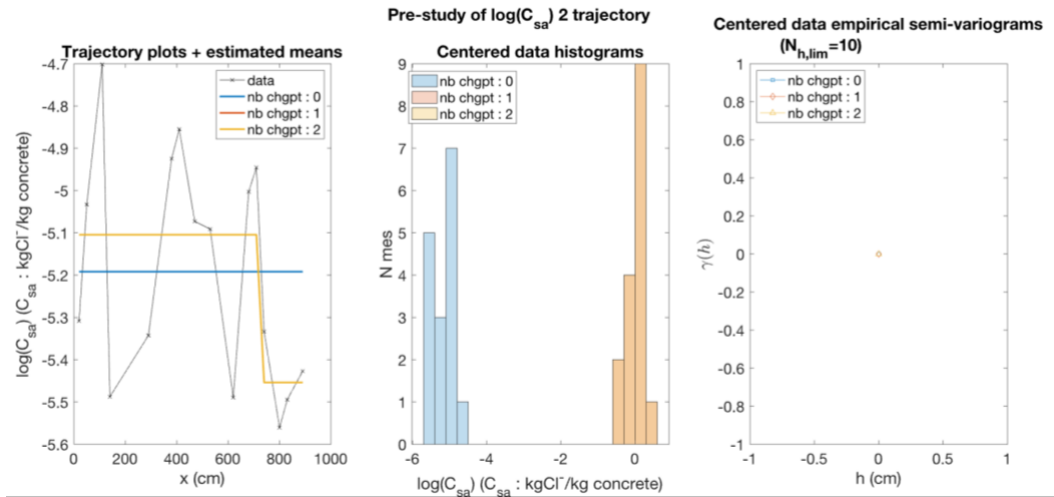 Pre-study of log(C_sa) 2 trajectory
Trajectory plots + estimated means
-4.7
-4.8
-4.9
-5
-5.1
-5.2
-5.3
-5.4
-5.5
-5.6
0
200
400
600
800
1000
x (cm)
log(C_sa) (C_sa : kgCl⁻/kg concrete)
data
nb chgpt : 0
nb chgpt : 1
nb chgpt : 2
Centered data histograms
9
8
7
6
5
4
3
2
1
0
-6
-4
-2
0
log(C_sa) (C_sa : kgCl⁻/kg concrete)
N mes
nb chgpt : 0
nb chgpt : 1
nb chgpt : 2
Centered data empirical semi-variograms
(N_h,lim=10)
1
0.8
0.6
0.4
0.2
0
-0.2
-0.4
-0.6
-0.8
-1
-1
-0.5
0
0.5
1
h (cm)
γ(h)
nb chgpt : 0
nb chgpt : 1
nb chgpt : 2